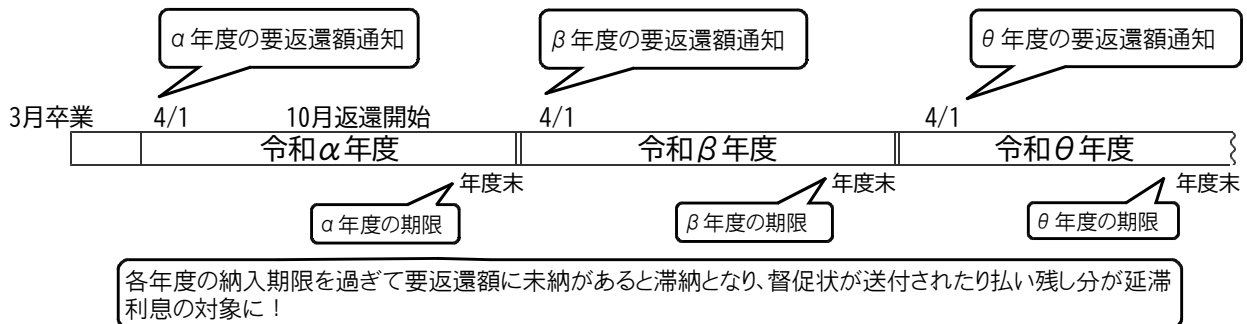 α年度の要返還額通知
β年度の要返還額通知
θ年度の要返還額通知
3月卒業
4/1
10月返還開始
4/1
4/1
令和α年度
令和β年度
令和θ年度
年度末
年度末
年度末
α年度の期限
β年度の期限
θ年度の期限
各年度の納入期限を過ぎて要返還額に未納があると滞納となり、督促状が送付されたり払い残し分が延滞
利息の対象に！